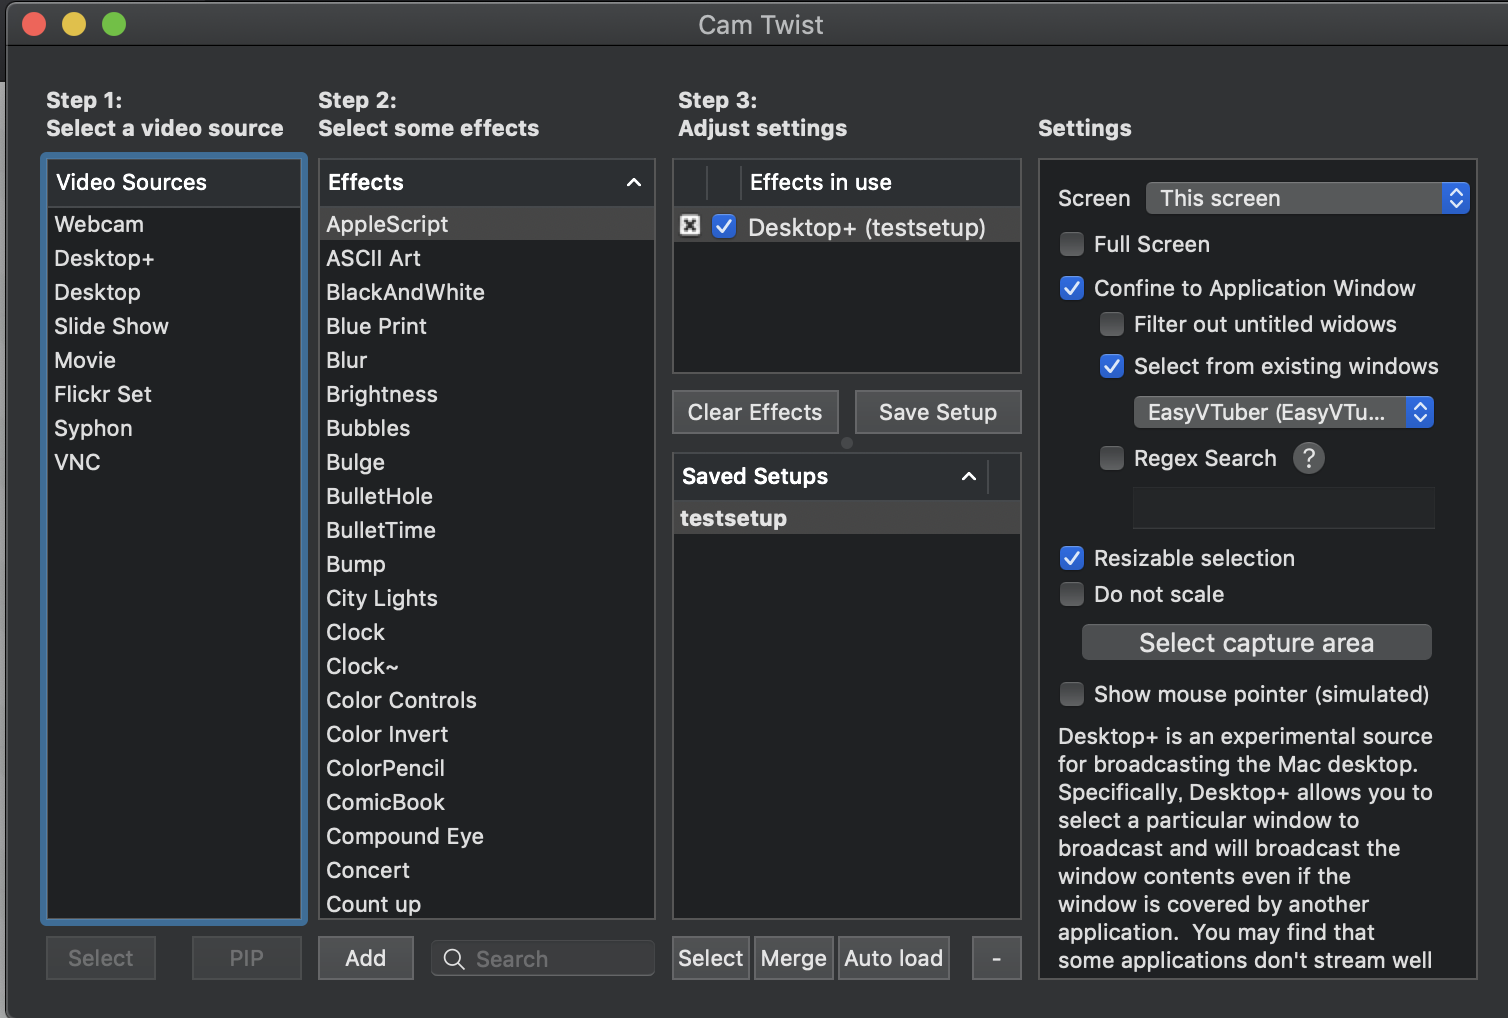 Cam Twist
Step 1:
Select a video source
Video Sources
Webcam
Desktop+
Desktop
Slide Show
Movie
Flickr Set
Syphon
VNC
Select
PIP
Step 2:
Select some effects
Effects
AppleScript
ASCII Art
BlackAndWhite
Blue Print
Blur
Brightness
Bubbles
Bulge
BulletHole
BulletTime
Bump
City Lights
Clock
Clock~
Color Controls
Color Invert
ColorPencil
ComicBook
Compound Eye
Concert
Count up
Add
Search
Step 3:
Adjust settings
Effects in use
Desktop+ (testsetup)
Clear Effects
Save Setup
Saved Setups
testsetup
Select
Merge
Auto load
-
Settings
Screen
This screen
Full Screen
Confine to Application Window
Filter out untitled widows
Select from existing windows
EasyVTuber (EasyVTu...
Regex Search
?
Resizable selection
Do not scale
Select capture area
Show mouse pointer (simulated)
Desktop+ is an experimental source
for broadcasting the Mac desktop.
Specifically, Desktop+ allows you to
select a particular window to
broadcast and will broadcast the
window contents even if the
window is covered by another
application.  You may find that
some applications don't stream well